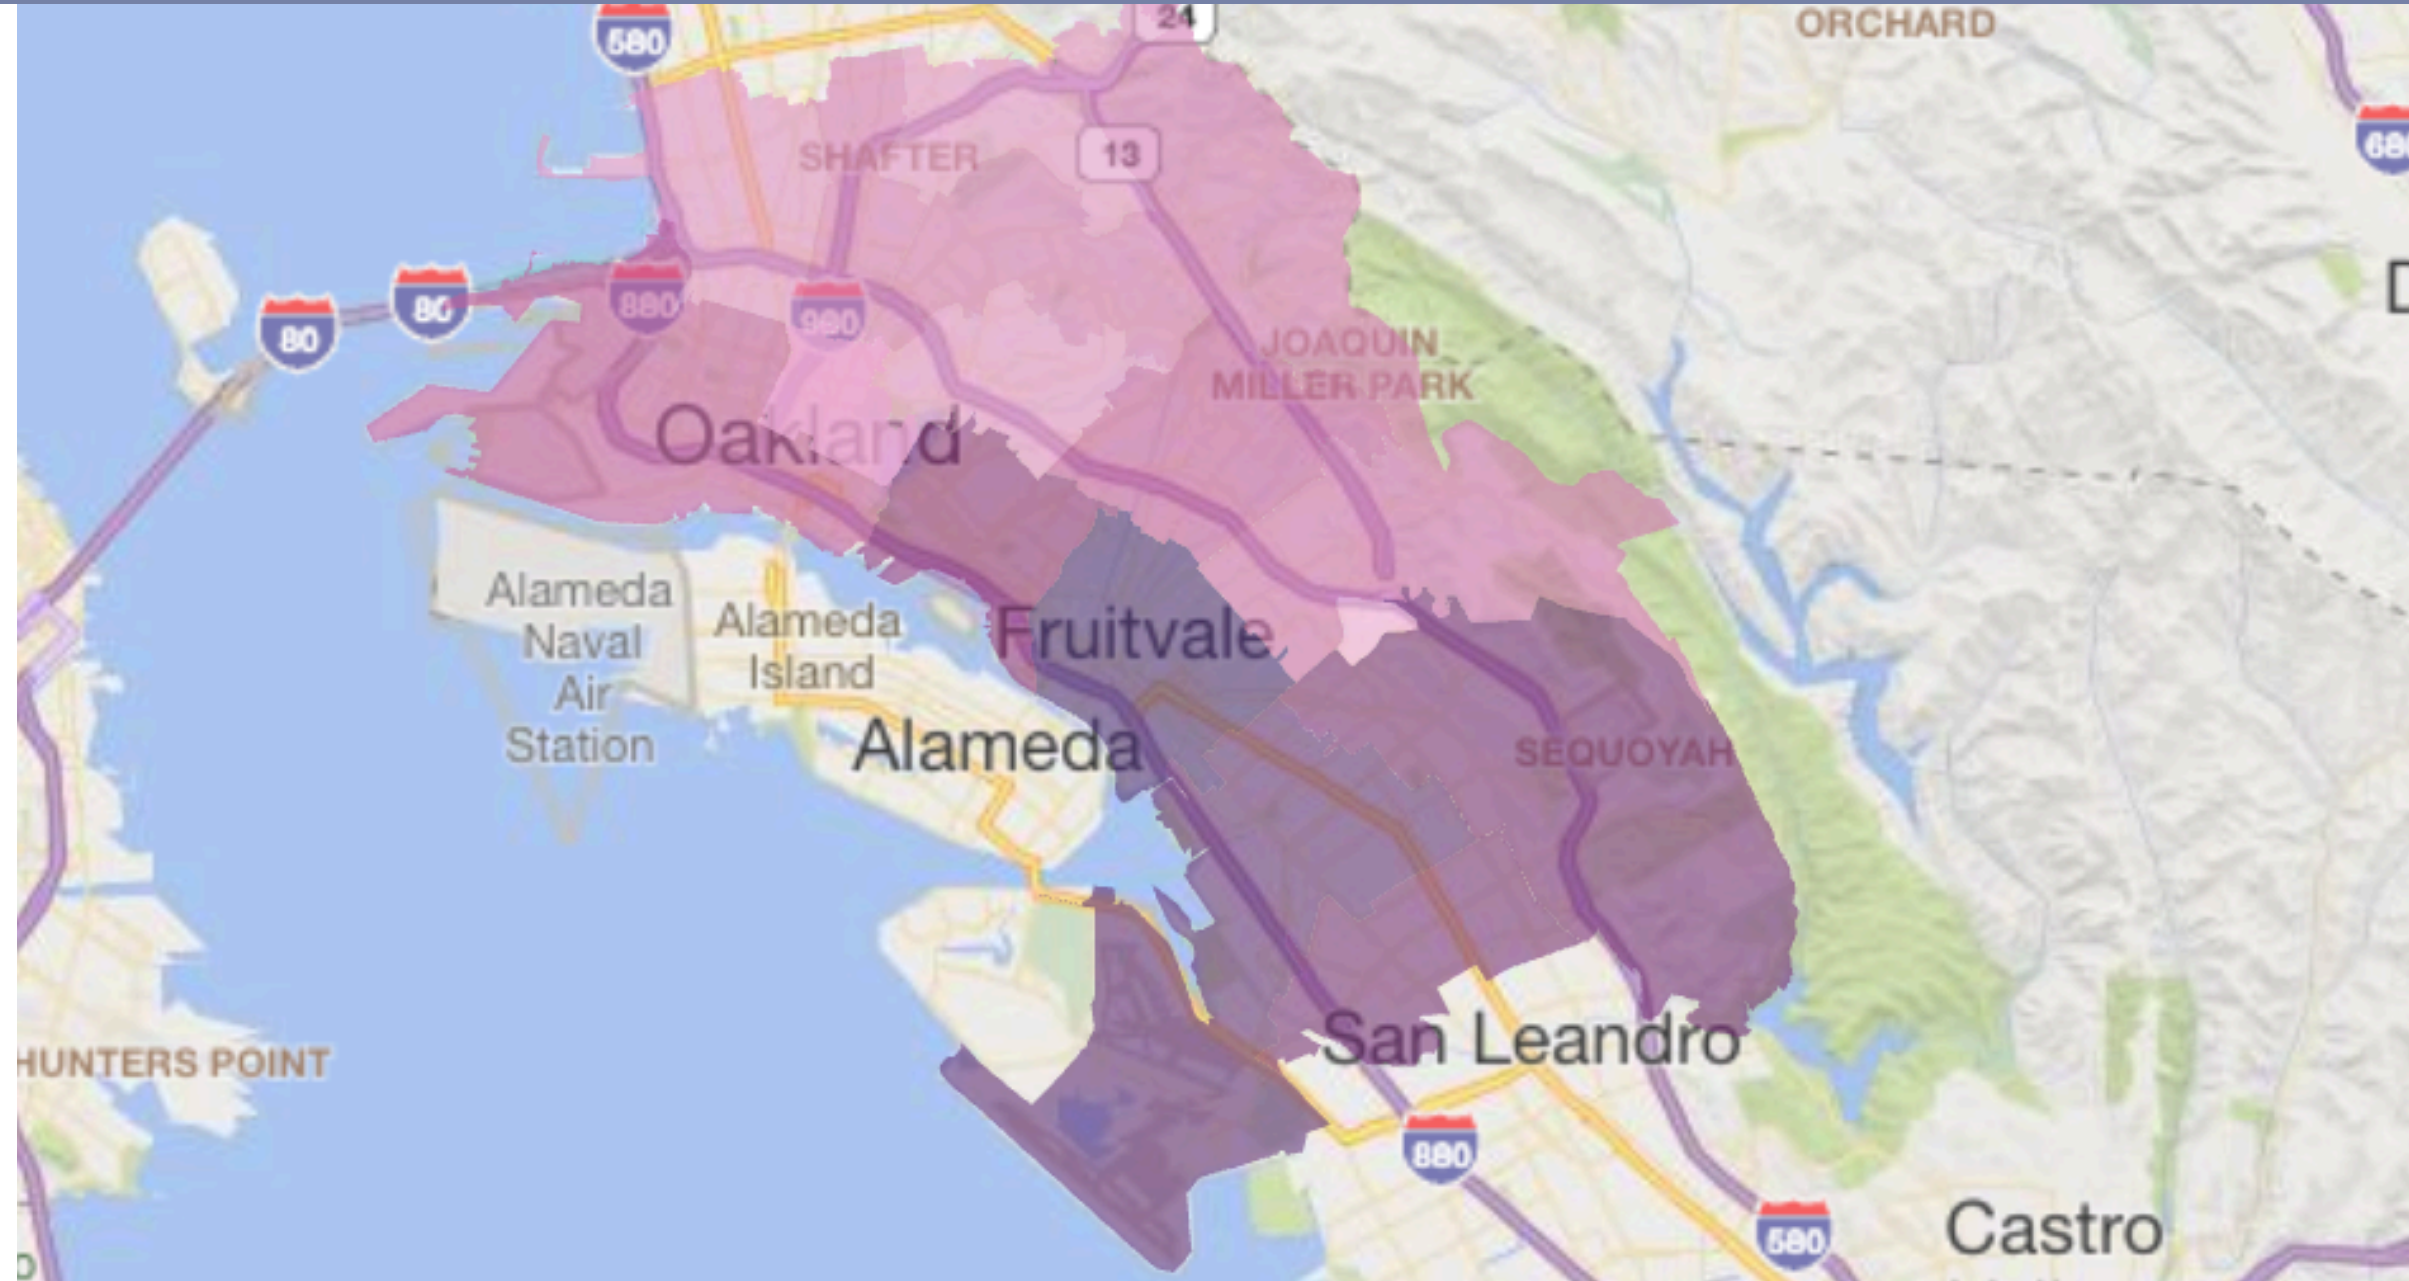 24
ORCHARD
580
680
SHAFTER
13
80
80
880
980
JOAQUIN
MILLER PARK
Oakland
Alameda
Naval
Air
Station
Alameda
Island
Fruitvale
Alameda
SEQUOYAH
San Leandro
HUNTERS POINT
880
580
Castro